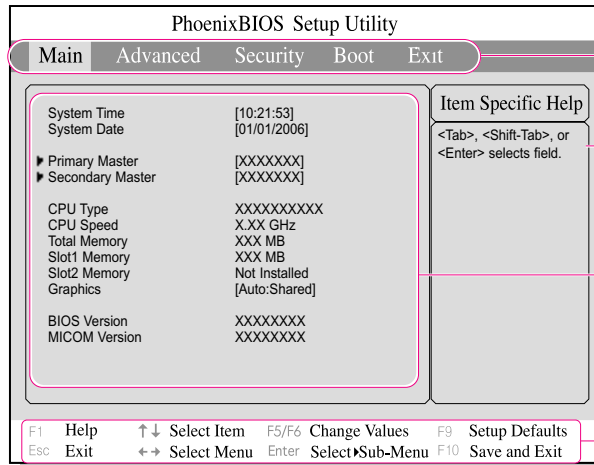 PhoenixBIOS Setup Utility
Main Advanced Security Boot Exit
System Time [10:21:53]
System Date [01/01/2006]
Primary Master [XXXXXXX]
Secondary Master [XXXXXXX]
CPU Type XXXXXXXXXX
CPU Speed X.XX GHz
Total Memory XXX MB
Slot1 Memory XXX MB
Slot2 Memory Not Installed
Graphics [Auto:Shared]
BIOS Version XXXXXXXX
MICOM Version XXXXXXXX
Item Specific Help
<Tab>, <Shift-Tab>, or
<Enter> selects field.
F1 Help ↑↓ Select Item F5/F6 Change Values F9 Setup Defaults
Esc Exit ←→ Select Menu Enter Select▶Sub-Menu F10 Save and Exit